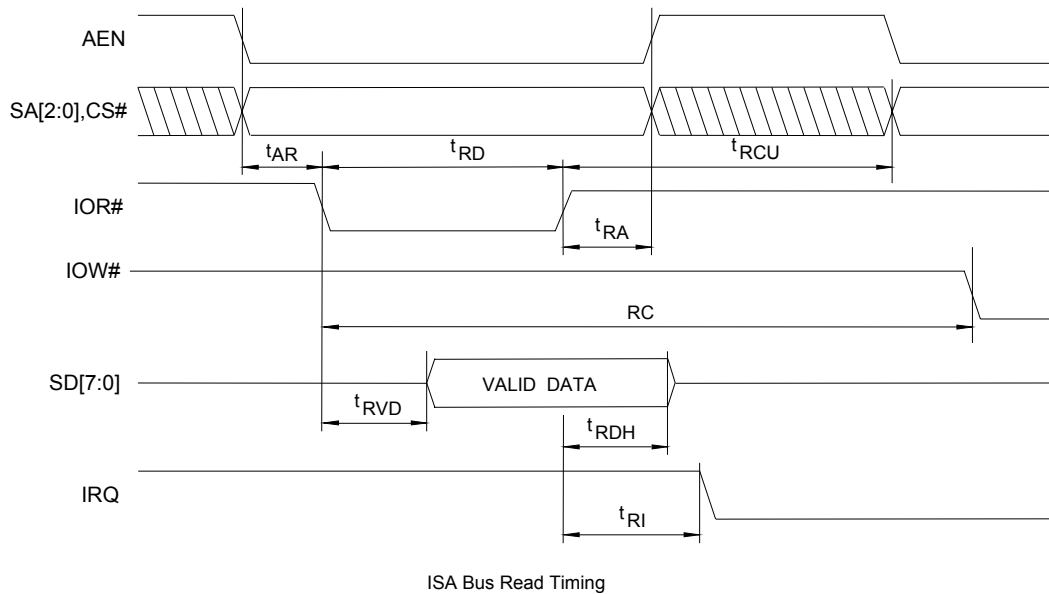 AEN
SA[2:0],CS#
tAR
tRD
tRCU
IOR#
tRA
IOW#
RC
SD[7:0]
VALID DATA
tRVD
tRDH
IRQ
tRI
ISA Bus Read Timing